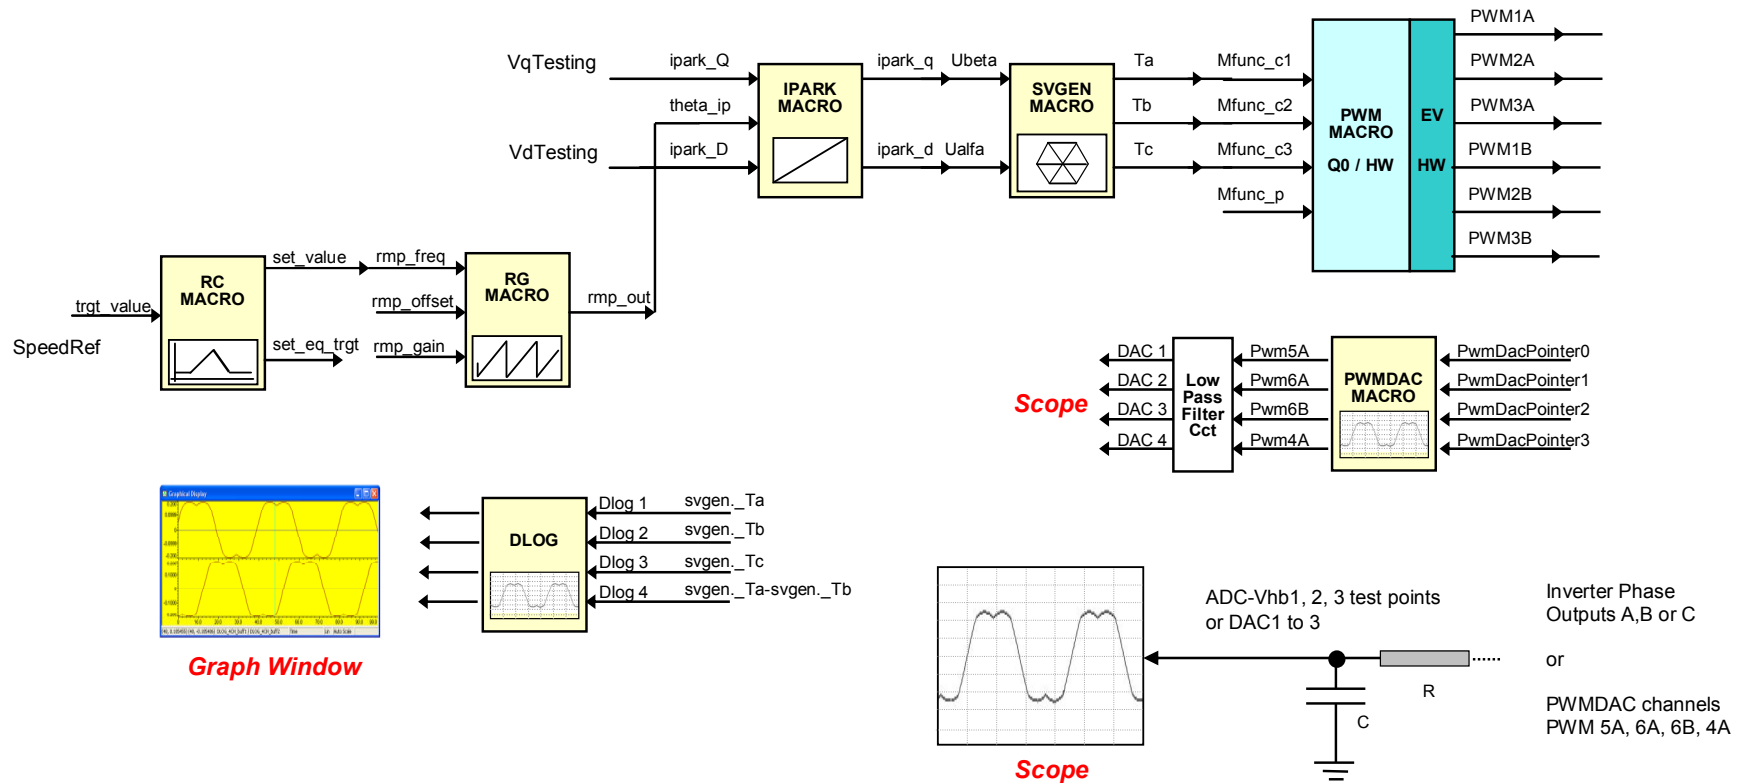 PWM1A
VqTesting
ipark_Q
ipark_q
Ubeta
Ta
Mfunc_c1
PWM2A
IPARK
MACRO
SVGEN
MACRO
theta_ip
Tb
Mfunc_c2
PWM
MACRO
Q0 / HW
EV
HW
PWM3A
VdTesting
ipark_D
ipark_d
Ualfa
Tc
Mfunc_c3
PWM1B
Mfunc_p
PWM2B
PWM3B
trgt_value
SpeedRef
RC
MACRO
set_value
rmp_freq
set_eq_trgt
rmp_offset
rmp_gain
RG
MACRO
rmp_out
Scope
DAC 1
DAC 2
DAC 3
DAC 4
Low
Pass
Filter
Cct
Pwm5A
Pwm6A
Pwm6B
Pwm4A
PWMDAC
MACRO
PwmDacPointer0
PwmDacPointer1
PwmDacPointer2
PwmDacPointer3
Graphical Display
Graph Window
DLOG
Dlog 1
svgen._Ta
Dlog 2
svgen._Tb
Dlog 3
svgen._Tc
Dlog 4
svgen._Ta-svgen._Tb
Scope
ADC-Vhb1, 2, 3 test points
or DAC1 to 3
R
C
Inverter Phase
Outputs A,B or C
or
PWMDAC channels
PWM 5A, 6A, 6B, 4A